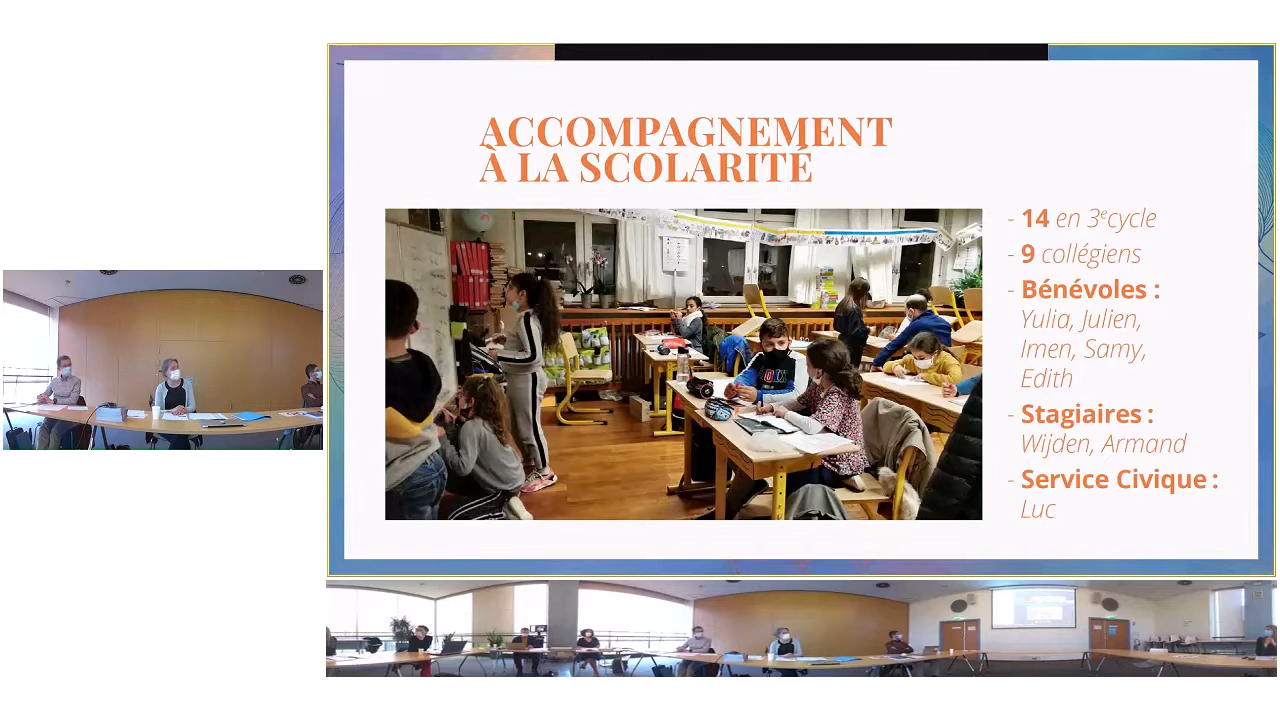 ACCOMPAGNEMENT
À LA SCOLARITÉ
- 14 en 3ᵉcycle
- 9 collégiens
- Bénévoles :
Yulia, Julien,
Imen, Samy,
Edith
- Stagiaires :
Wijden, Armand
- Service Civique :
Luc